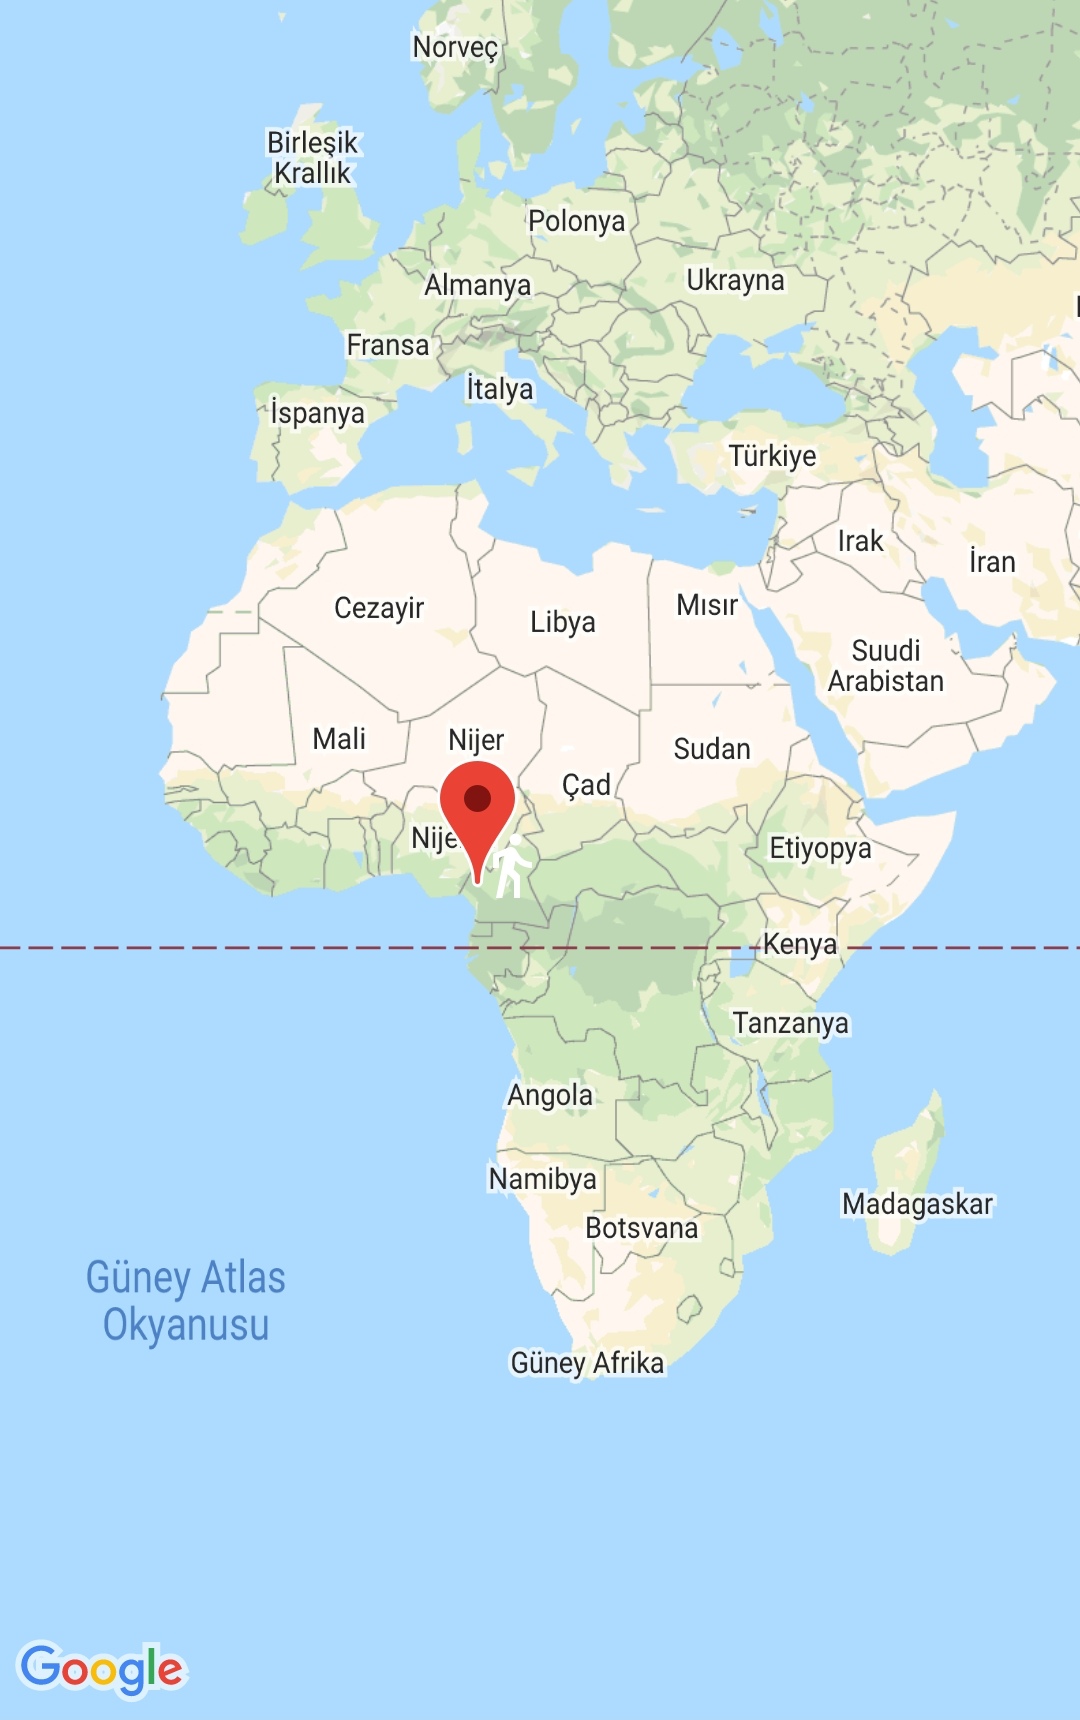 Norveç
Birleşik
Krallık
Polonya
Almanya
Ukrayna
Fransa
İtalya
İspanya
Türkiye
Irak
İran
Cezayir
Libya
Mısır
Suudi
Arabistan
Mali
Nijer
Sudan
Çad
Nije
Etiyopya
Kenya
Tanzanya
Angola
Namibya
Madagaskar
Botsvana
Güney Atlas
Okyanusu
Güney Afrika
Google